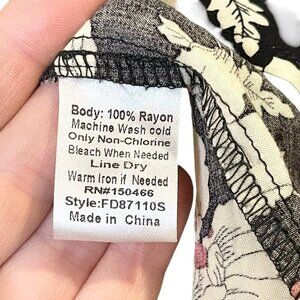 Body: 100% Rayon
Machine Wash cold
Only Non-Chlorine
Bleach When Needed
Line Dry
Warm Iron if Needed
RN#150466
Style:FD87110S
Made in China